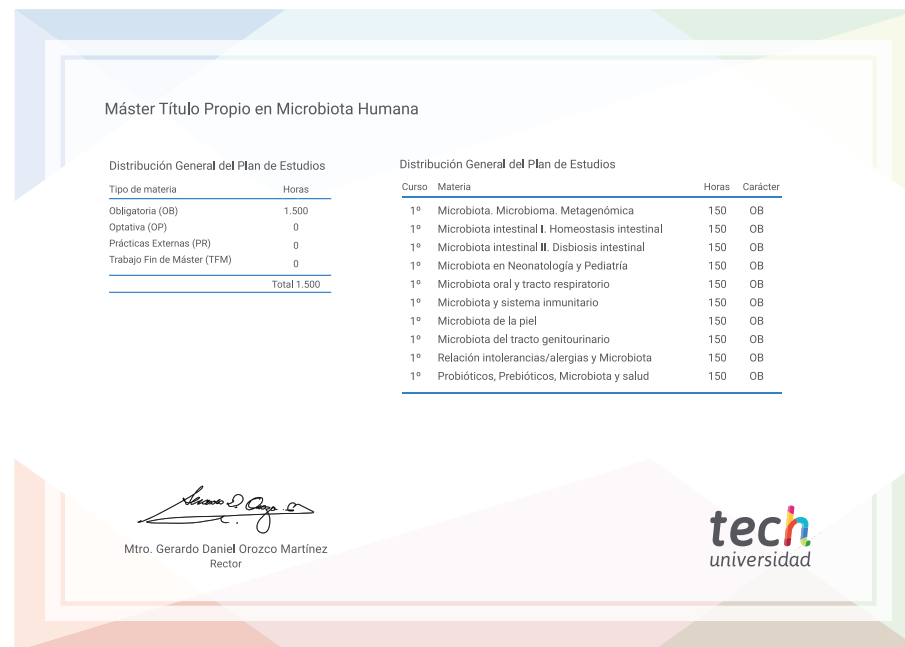 Máster Título Propio en Microbiota Humana
Distribución General del Plan de Estudios
Tipo de materia Horas
Obligatoria (OB) 1.500
Optativa (OP) 0
Prácticas Externas (PR) 0
Trabajo Fin de Máster (TFM) 0
Total 1.500
Distribución General del Plan de Estudios
Curso Materia Horas Carácter
1º Microbiota. Microbioma. Metagenómica 150 OB
1º Microbiota intestinal I. Homeostasis intestinal 150 OB
1º Microbiota intestinal II. Disbiosis intestinal 150 OB
1º Microbiota en Neonatología y Pediatría 150 OB
1º Microbiota oral y tracto respiratorio 150 OB
1º Microbiota y sistema inmunitario 150 OB
1º Microbiota de la piel 150 OB
1º Microbiota del tracto genitourinario 150 OB
1º Relación intolerancias/alergias y Microbiota 150 OB
1º Probióticos, Prebióticos, Microbiota y salud 150 OB
Mtro. Gerardo Daniel Orozco Martínez
Rector
tech
universidad